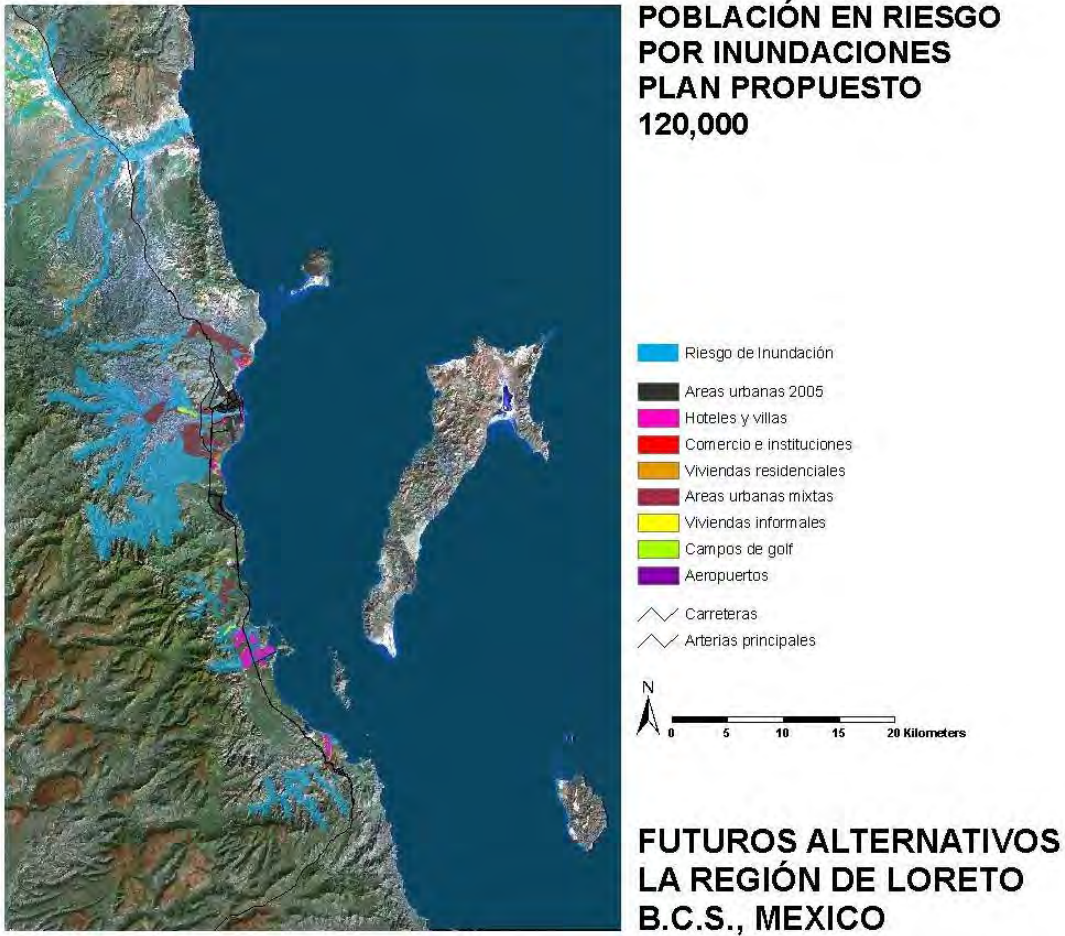 POBLACIÓN EN RIESGO
POR INUNDACIONES
PLAN PROPUESTO
120,000
Riesgo de Inundación
Areas urbanas 2005
Hoteles y villas
Comercio e instituciones
Viviendas residenciales
Areas urbanas mixtas
Viviendas informales
Campos de golf
Aeropuertos
Carreteras
Arterias principales
N
0 5 10 15 20 Kilometers
FUTUROS ALTERNATIVOS
LA REGIÓN DE LORETO
B.C.S., MEXICO